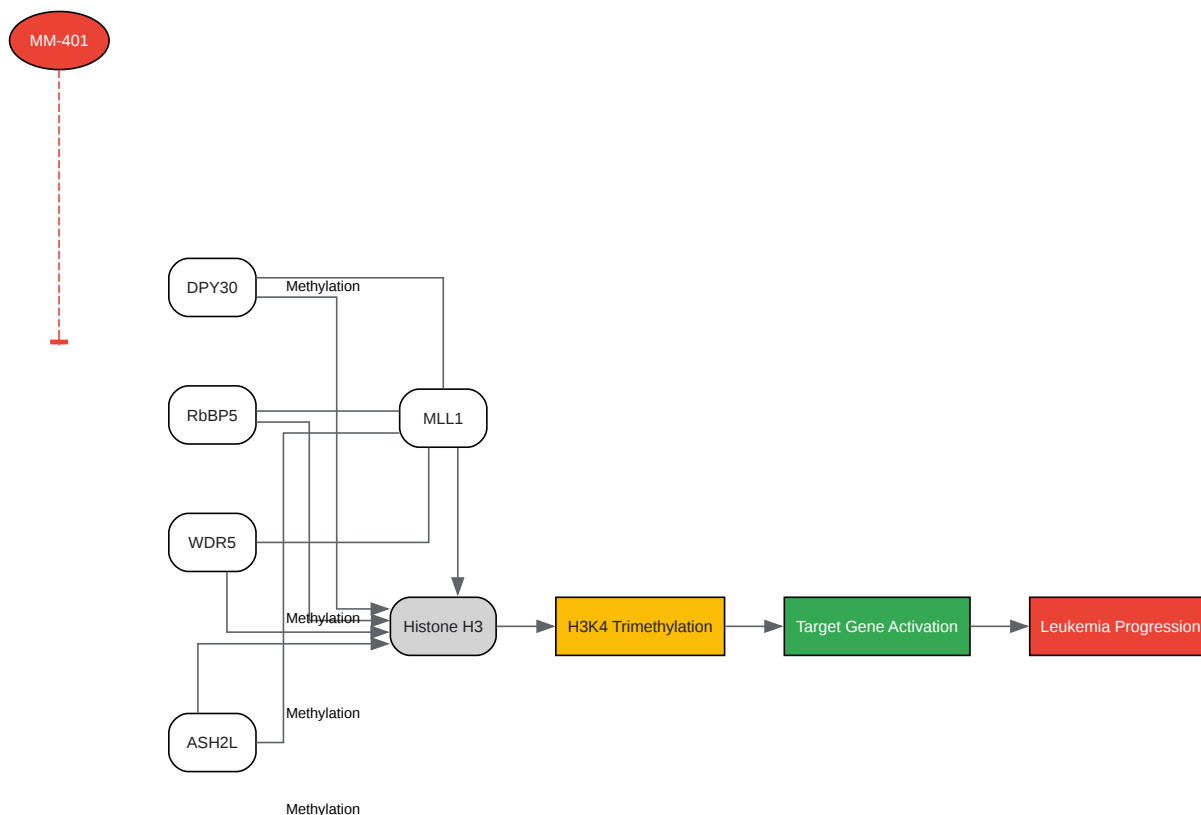 MM-401
DPY30
Methylation
RbBP5
MLL1
WDR5
Methylation
Histone H3
H3K4 Trimethylation
Target Gene Activation
Leukemia Progression
Methylation
ASH2L
Methylation